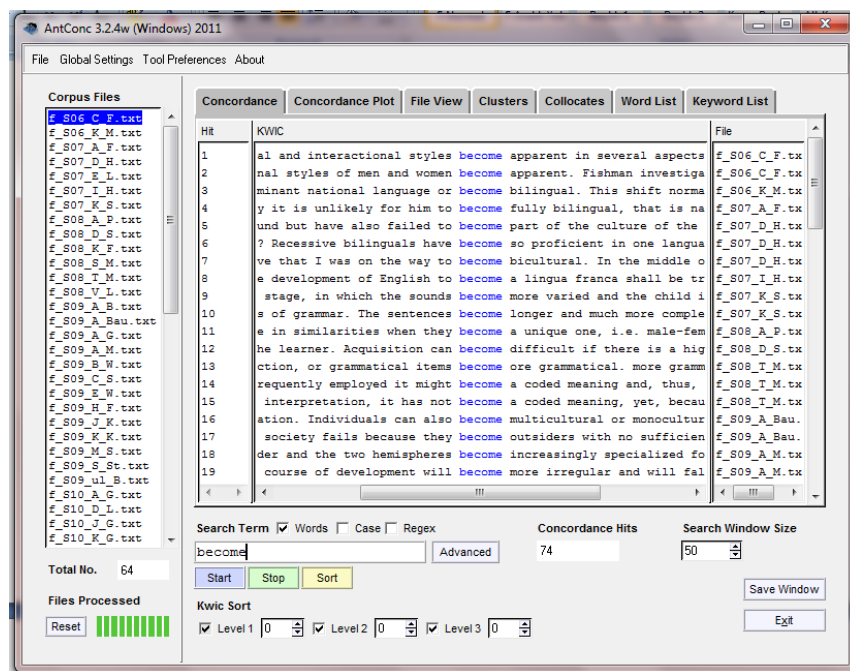 AntConc 3.2.4w (Windows) 2011
File Global Settings Tool Preferences About
Corpus Files
f_S06_C_F.txt
f_S06_K_M.txt
f_S07_A_F.txt
f_S07_D_H.txt
f_S07_E_L.txt
f_S07_I_H.txt
f_S07_K_S.txt
f_S08_A_P.txt
f_S08_D_S.txt
f_S08_K_F.txt
f_S08_S_M.txt
f_S08_T_M.txt
f_S08_V_L.txt
f_S09_A_B.txt
f_S09_A_Bau.txt
f_S09_A_G.txt
f_S09_A_M.txt
f_S09_B_W.txt
f_S09_C_S.txt
f_S09_E_W.txt
f_S09_H_F.txt
f_S09_J_K.txt
f_S09_K_K.txt
f_S09_M_S.txt
f_S09_S_St.txt
f_S09_ul_B.txt
f_S10_A_G.txt
f_S10_D_L.txt
f_S10_J_G.txt
f_S10_K_G.txt
Total No. 64
Files Processed
Reset
Concordance Concordance Plot File View Clusters Collocates Word List Keyword List
Hit KWIC File
1 al and interactional styles become apparent in several aspects f_S06_C_F.tx
2 nal styles of men and women become apparent. Fishman investiga f_S06_C_F.tx
3 minant national language or become bilingual. This shift norma f_S06_K_M.tx
4 y it is unlikely for him to become fully bilingual, that is na f_S07_A_F.tx
5 und but have also failed to become part of the culture of the f_S07_D_H.tx
6 ? Recessive bilinguals have become so proficient in one langua f_S07_D_H.tx
7 ve that I was on the way to become bicultural. In the middle o f_S07_D_H.tx
8 e development of English to become a lingua franca shall be tr f_S07_I_H.tx
9 stage, in which the sounds become more varied and the child i f_S07_K_S.tx
10 s of grammar. The sentences become longer and much more comple f_S07_K_S.tx
11 e in similarities when they become a unique one, i.e. male-fem f_S08_A_P.tx
12 he learner. Acquisition can become difficult if there is a hig f_S08_D_S.tx
13 ction, or grammatical items become ore grammatical. more gramm f_S08_T_M.tx
14 requently employed it might become a coded meaning and, thus, f_S08_T_M.tx
15 interpretation, it has not become a coded meaning, yet, becau f_S08_T_M.tx
16 ation. Individuals can also become multicultural or monocultur f_S09_A_Bau.
17 society fails because they become outsiders with no sufficien f_S09_A_Bau.
18 der and the two hemispheres become increasingly specialized fo f_S09_A_M.tx
19 course of development will become more irregular and will fal f_S09_A_M.tx
Search Term Words Case Regex Concordance Hits Search Window Size
become Advanced 74 50
Start Stop Sort
Save Window
Kwic Sort
Exit
Level 1 0 Level 2 0 Level 3 0